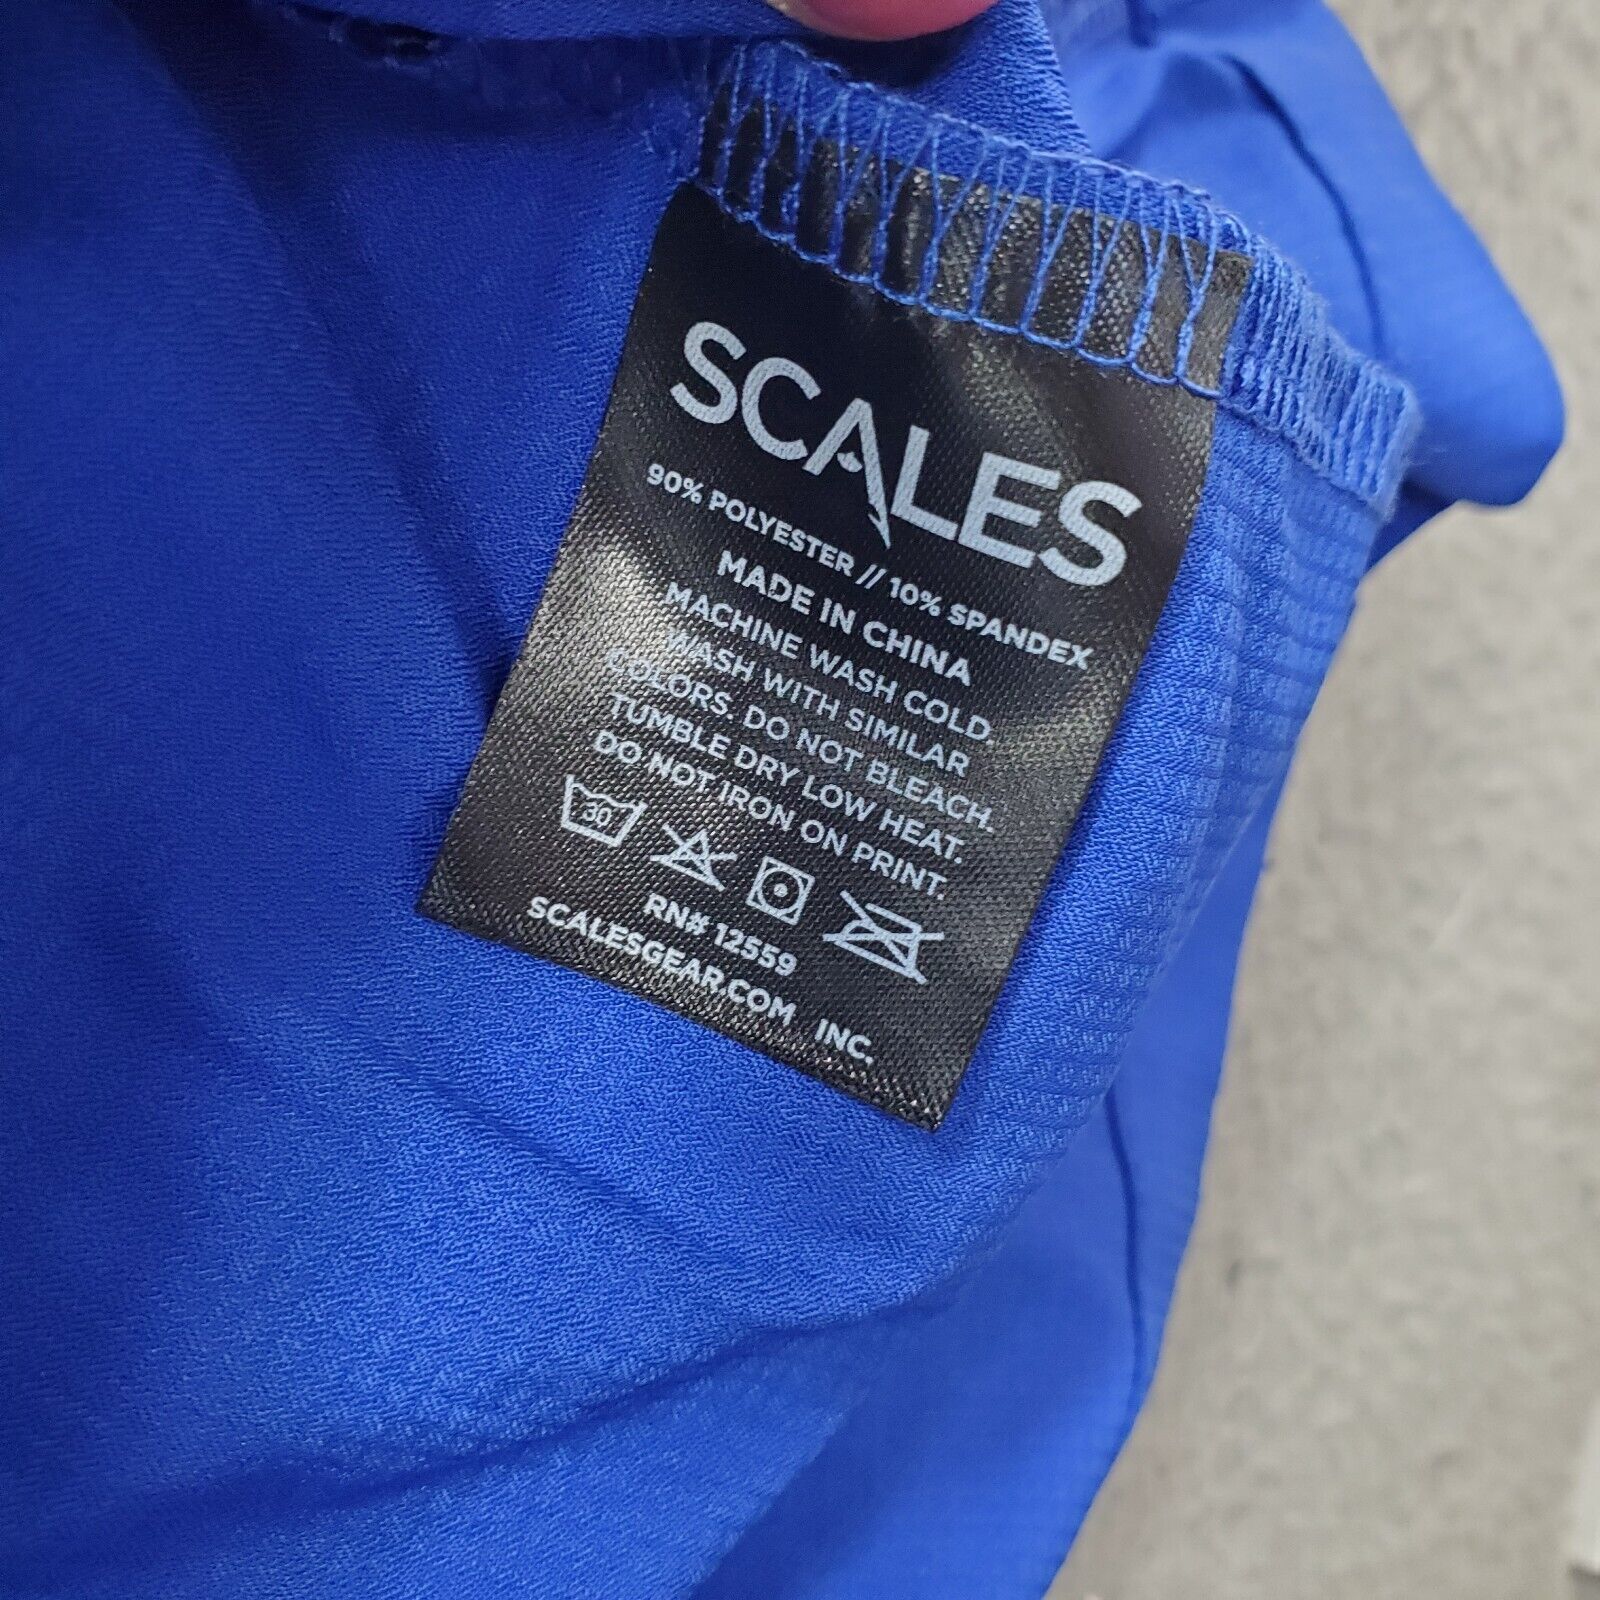 SCALES
90% POLYESTER // 10% SPANDEX
MADE IN CHINA
MACHINE WASH COLD.
WASH WITH SIMILAR
COLORS. DO NOT BLEACH.
TUMBLE DRY LOW HEAT.
DO NOT IRON ON PRINT.
30
RN# 12559
SCALESGEAR.COM INC.